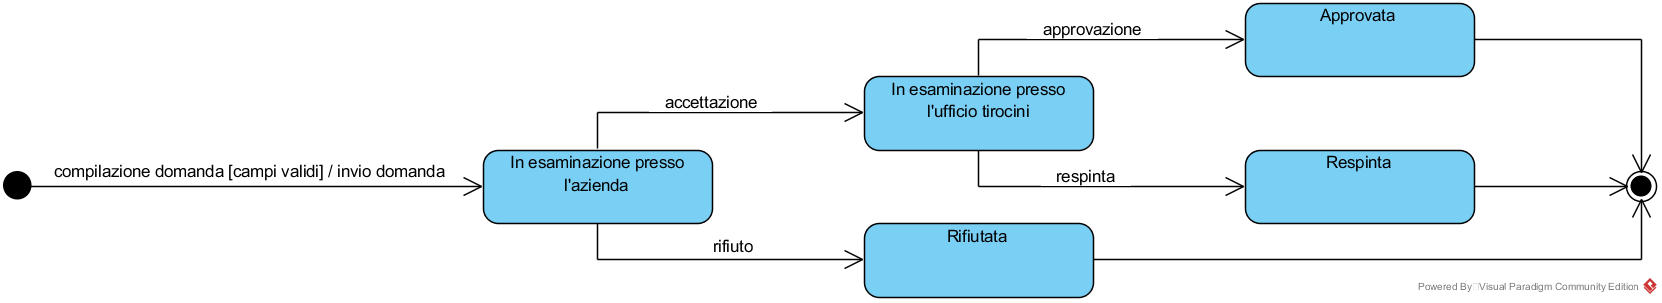 Approvata
approvazione
In esaminazione presso
l'ufficio tirocini
accettazione
compilazione domanda [campi validi] / invio domanda
In esaminazione presso
l'azienda
respinta
Respinta
rifiuto
Rifiutata
Powered By Visual Paradigm Community Edition